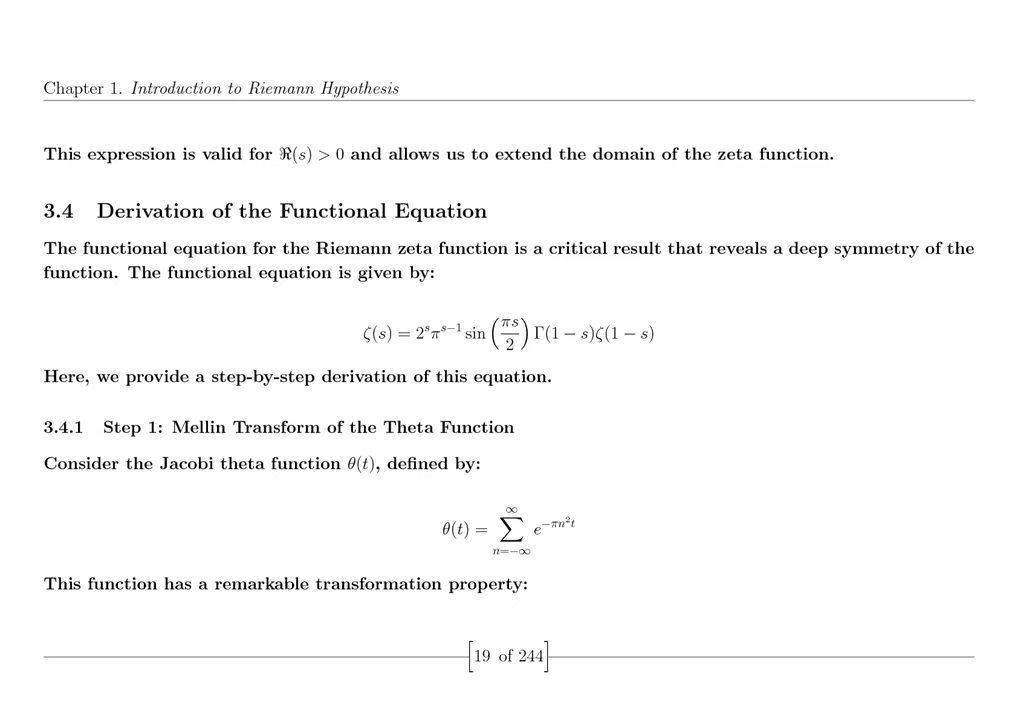 Chapter 1. Introduction to Riemann Hypothesis
This expression is valid for ℜ(s) > 0 and allows us to extend the domain of the zeta function.
3.4 Derivation of the Functional Equation
The functional equation for the Riemann zeta function is a critical result that reveals a deep symmetry of the
function. The functional equation is given by:
ζ(s) = 2^s π^{s−1} sin (πs/2) Γ(1 − s)ζ(1 − s)
Here, we provide a step-by-step derivation of this equation.
3.4.1 Step 1: Mellin Transform of the Theta Function
Consider the Jacobi theta function θ(t), defined by:
θ(t) = ∑_{n=−∞}^{∞} e^{−πn²t}
This function has a remarkable transformation property:
[19 of 244]